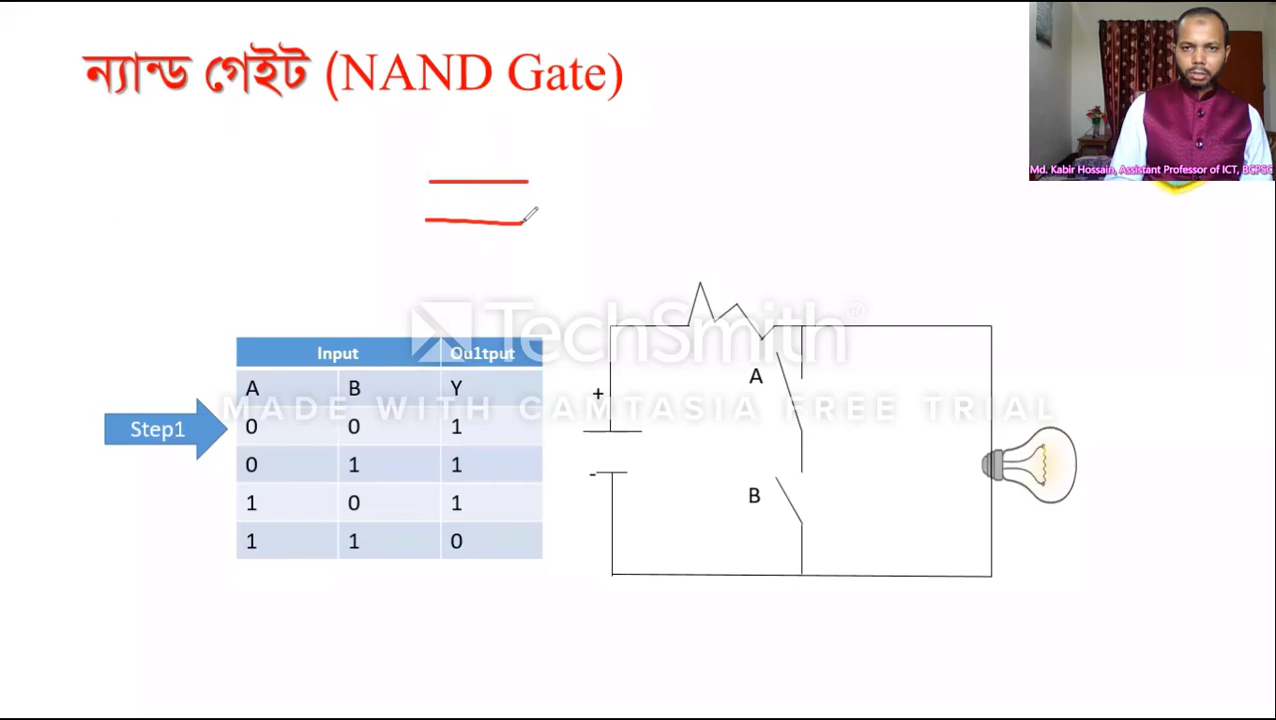 ন্যান্ড গেইট (NAND Gate)
Md. Kabir Hossain, Assistant Professor of ICT, BCPSC
TechSmith®
MADE WITH CAMTASIA FREE TRIAL
Input Ou1tput
A B Y
Step1
0 0 1
0 1 1
1 0 1
1 1 0
A
+
-
B